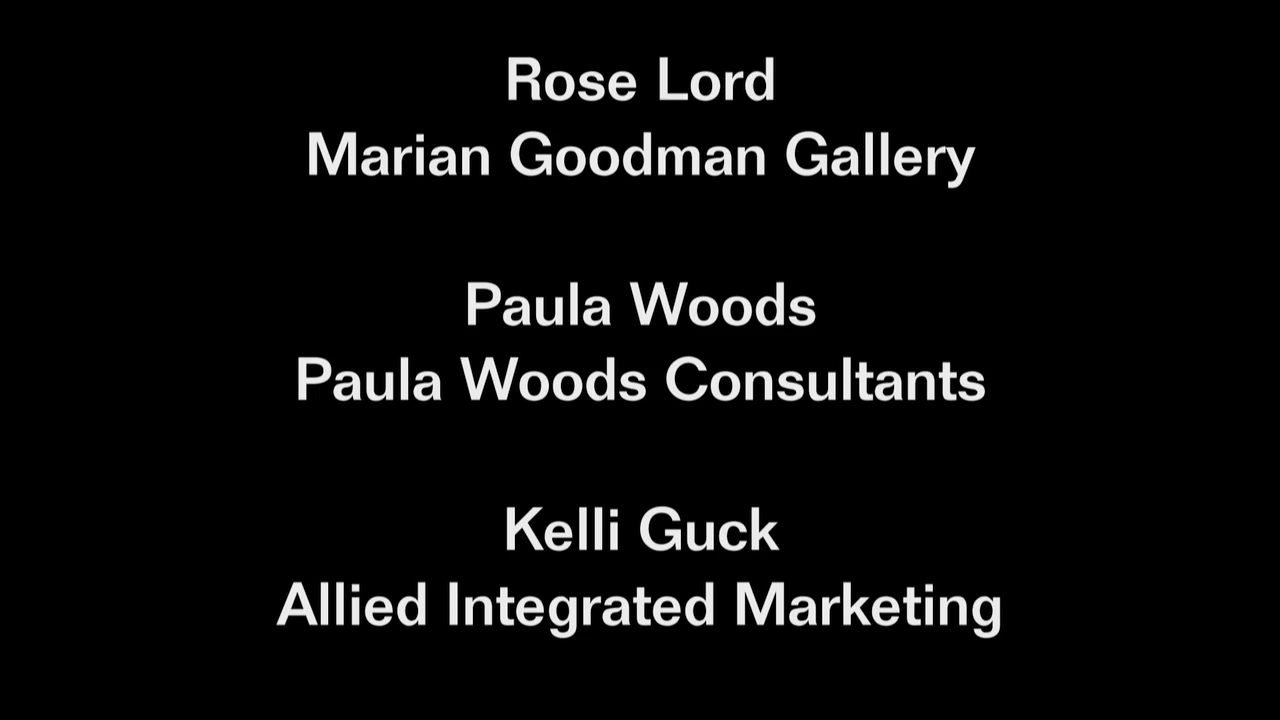 Rose Lord
Marian Goodman Gallery
Paula Woods
Paula Woods Consultants
Kelli Guck
Allied Integrated Marketing